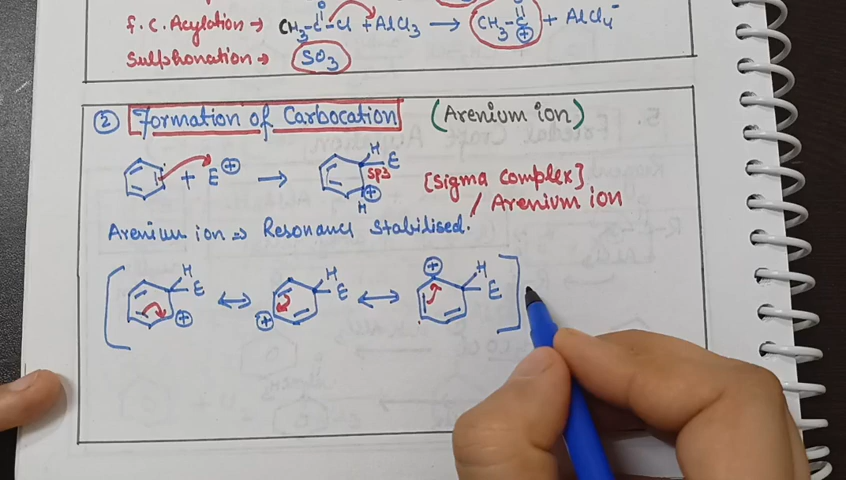 f. C. Acylation → CH3-C-Cl + AlCl3 → CH3-C ⊕ + AlCl4⁻
O O
Sulphonation → SO3
② Formation of Carbocation (Arenium ion)
+ E⊕ → H E sp3 ⊕ H
[Sigma complex] / Arenium ion
Arenium ion ⇒ Resonance Stabilised.
[ H E ⊕ ↔ H E ⊕ ↔ ⊕ H E ]